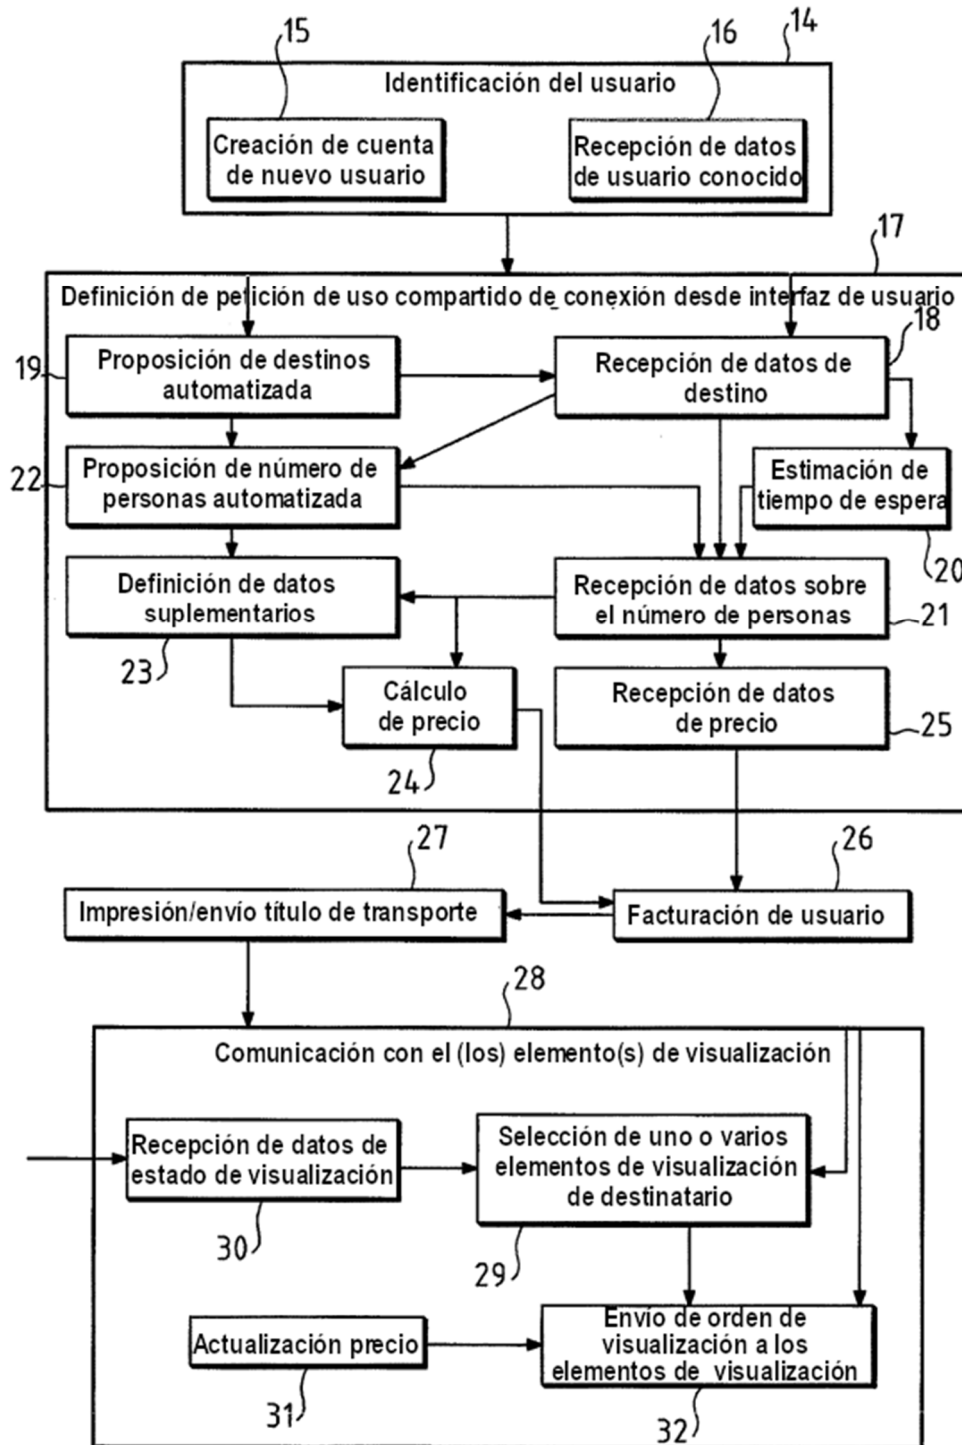 15
16
14
Identificación del usuario
Creación de cuenta
de nuevo usuario
Recepción de datos
de usuario conocido
17
Definición de petición de uso compartido de conexión desde interfaz de usuario
18
19
Proposición de destinos
automatizada
Recepción de datos de
destino
22
Proposición de número de
personas automatizada
Estimación de
tiempo de espera
20
Definición de datos
suplementarios
Recepción de datos sobre
el número de personas
21
23
Cálculo
de precio
Recepción de datos
de precio
25
24
27
26
Impresión/envío título de transporte
Facturación de usuario
28
Comunicación con el (los) elemento(s) de visualización
Recepción de datos de
estado de visualización
Selección de uno o varios
elementos de visualización
de destinatario
30
29
Actualización precio
Envío de orden de
visualización a los
elementos de visualización
31
32